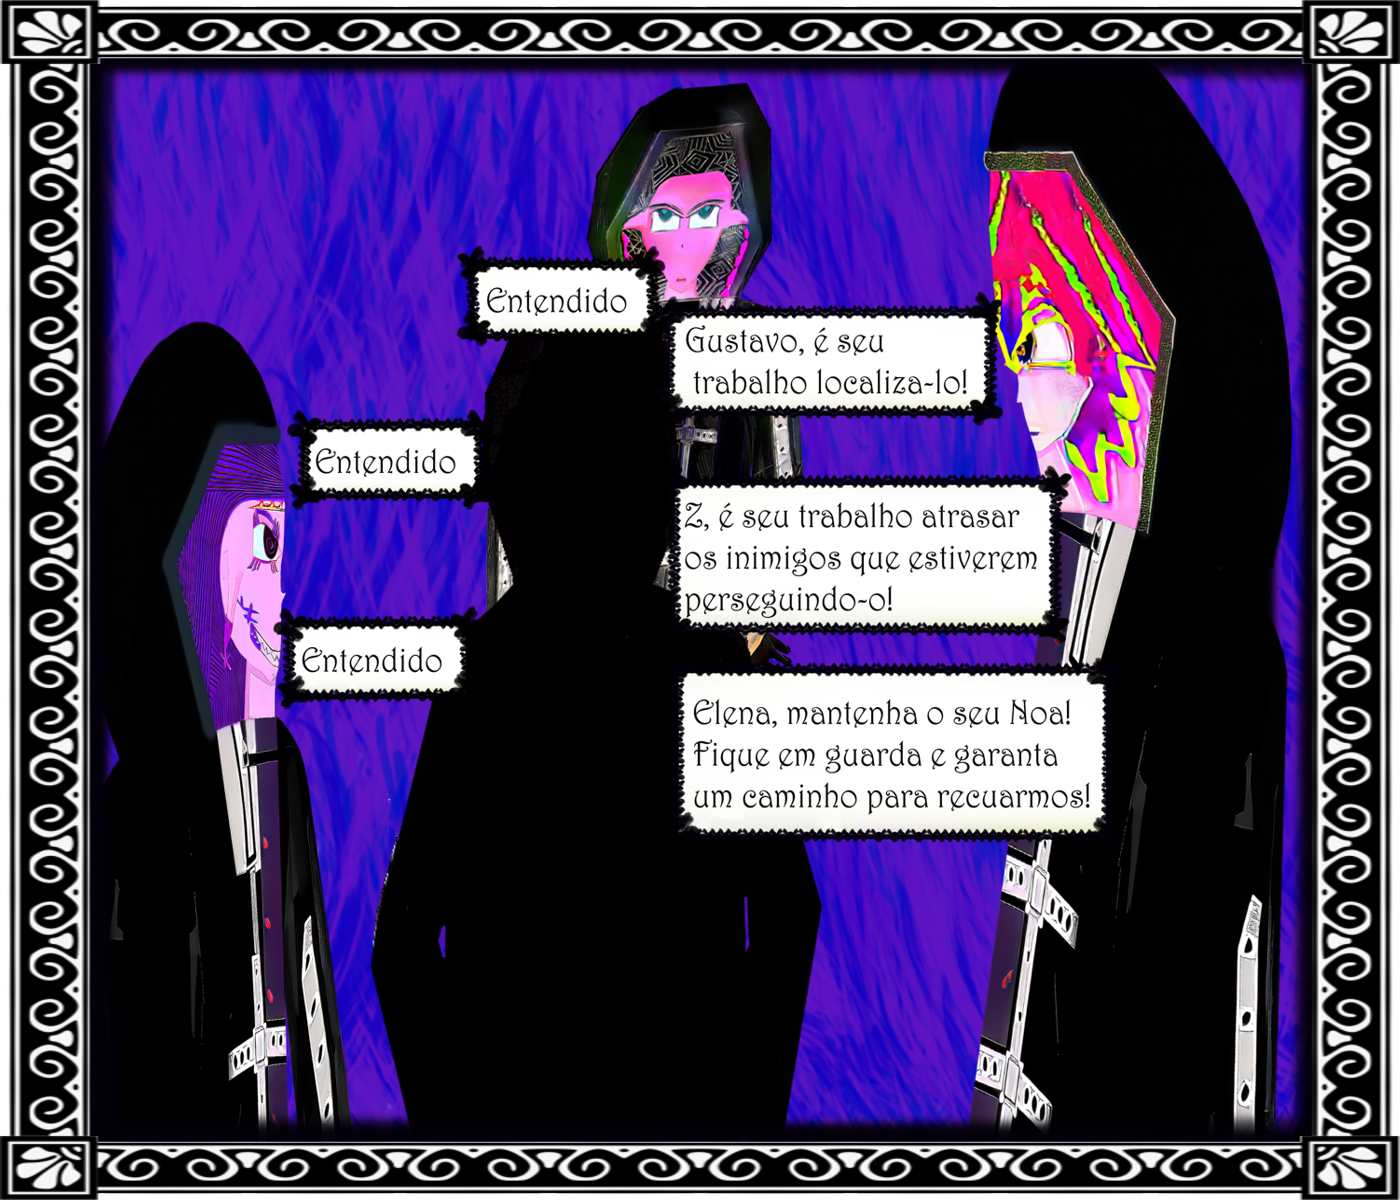 Entendido
Gustavo, é seu
trabalho localiza-lo!
Entendido
Z, é seu trabalho atrasar
os inimigos que estiverem
perseguindo-o!
Entendido
Elena, mantenha o seu Noa!
Fique em guarda e garanta
um caminho para recuarmos!